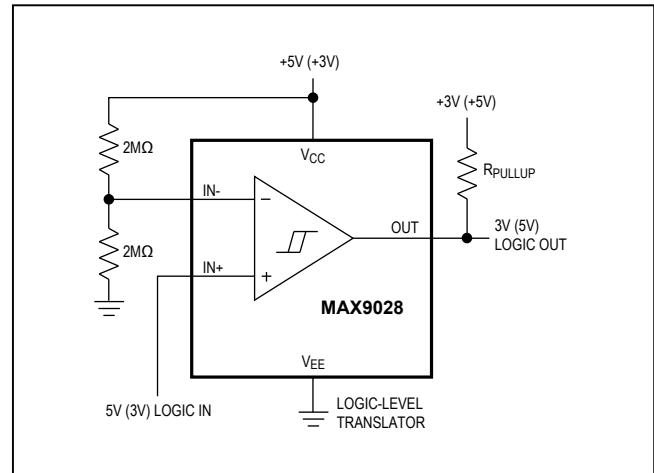 +5V (+3V)
+3V (+5V)
2MΩ
VCC
RPULLUP
IN-
−
OUT
3V (5V)
LOGIC OUT
2MΩ
IN+
+
MAX9028
VEE
5V (3V) LOGIC IN
LOGIC-LEVEL
TRANSLATOR